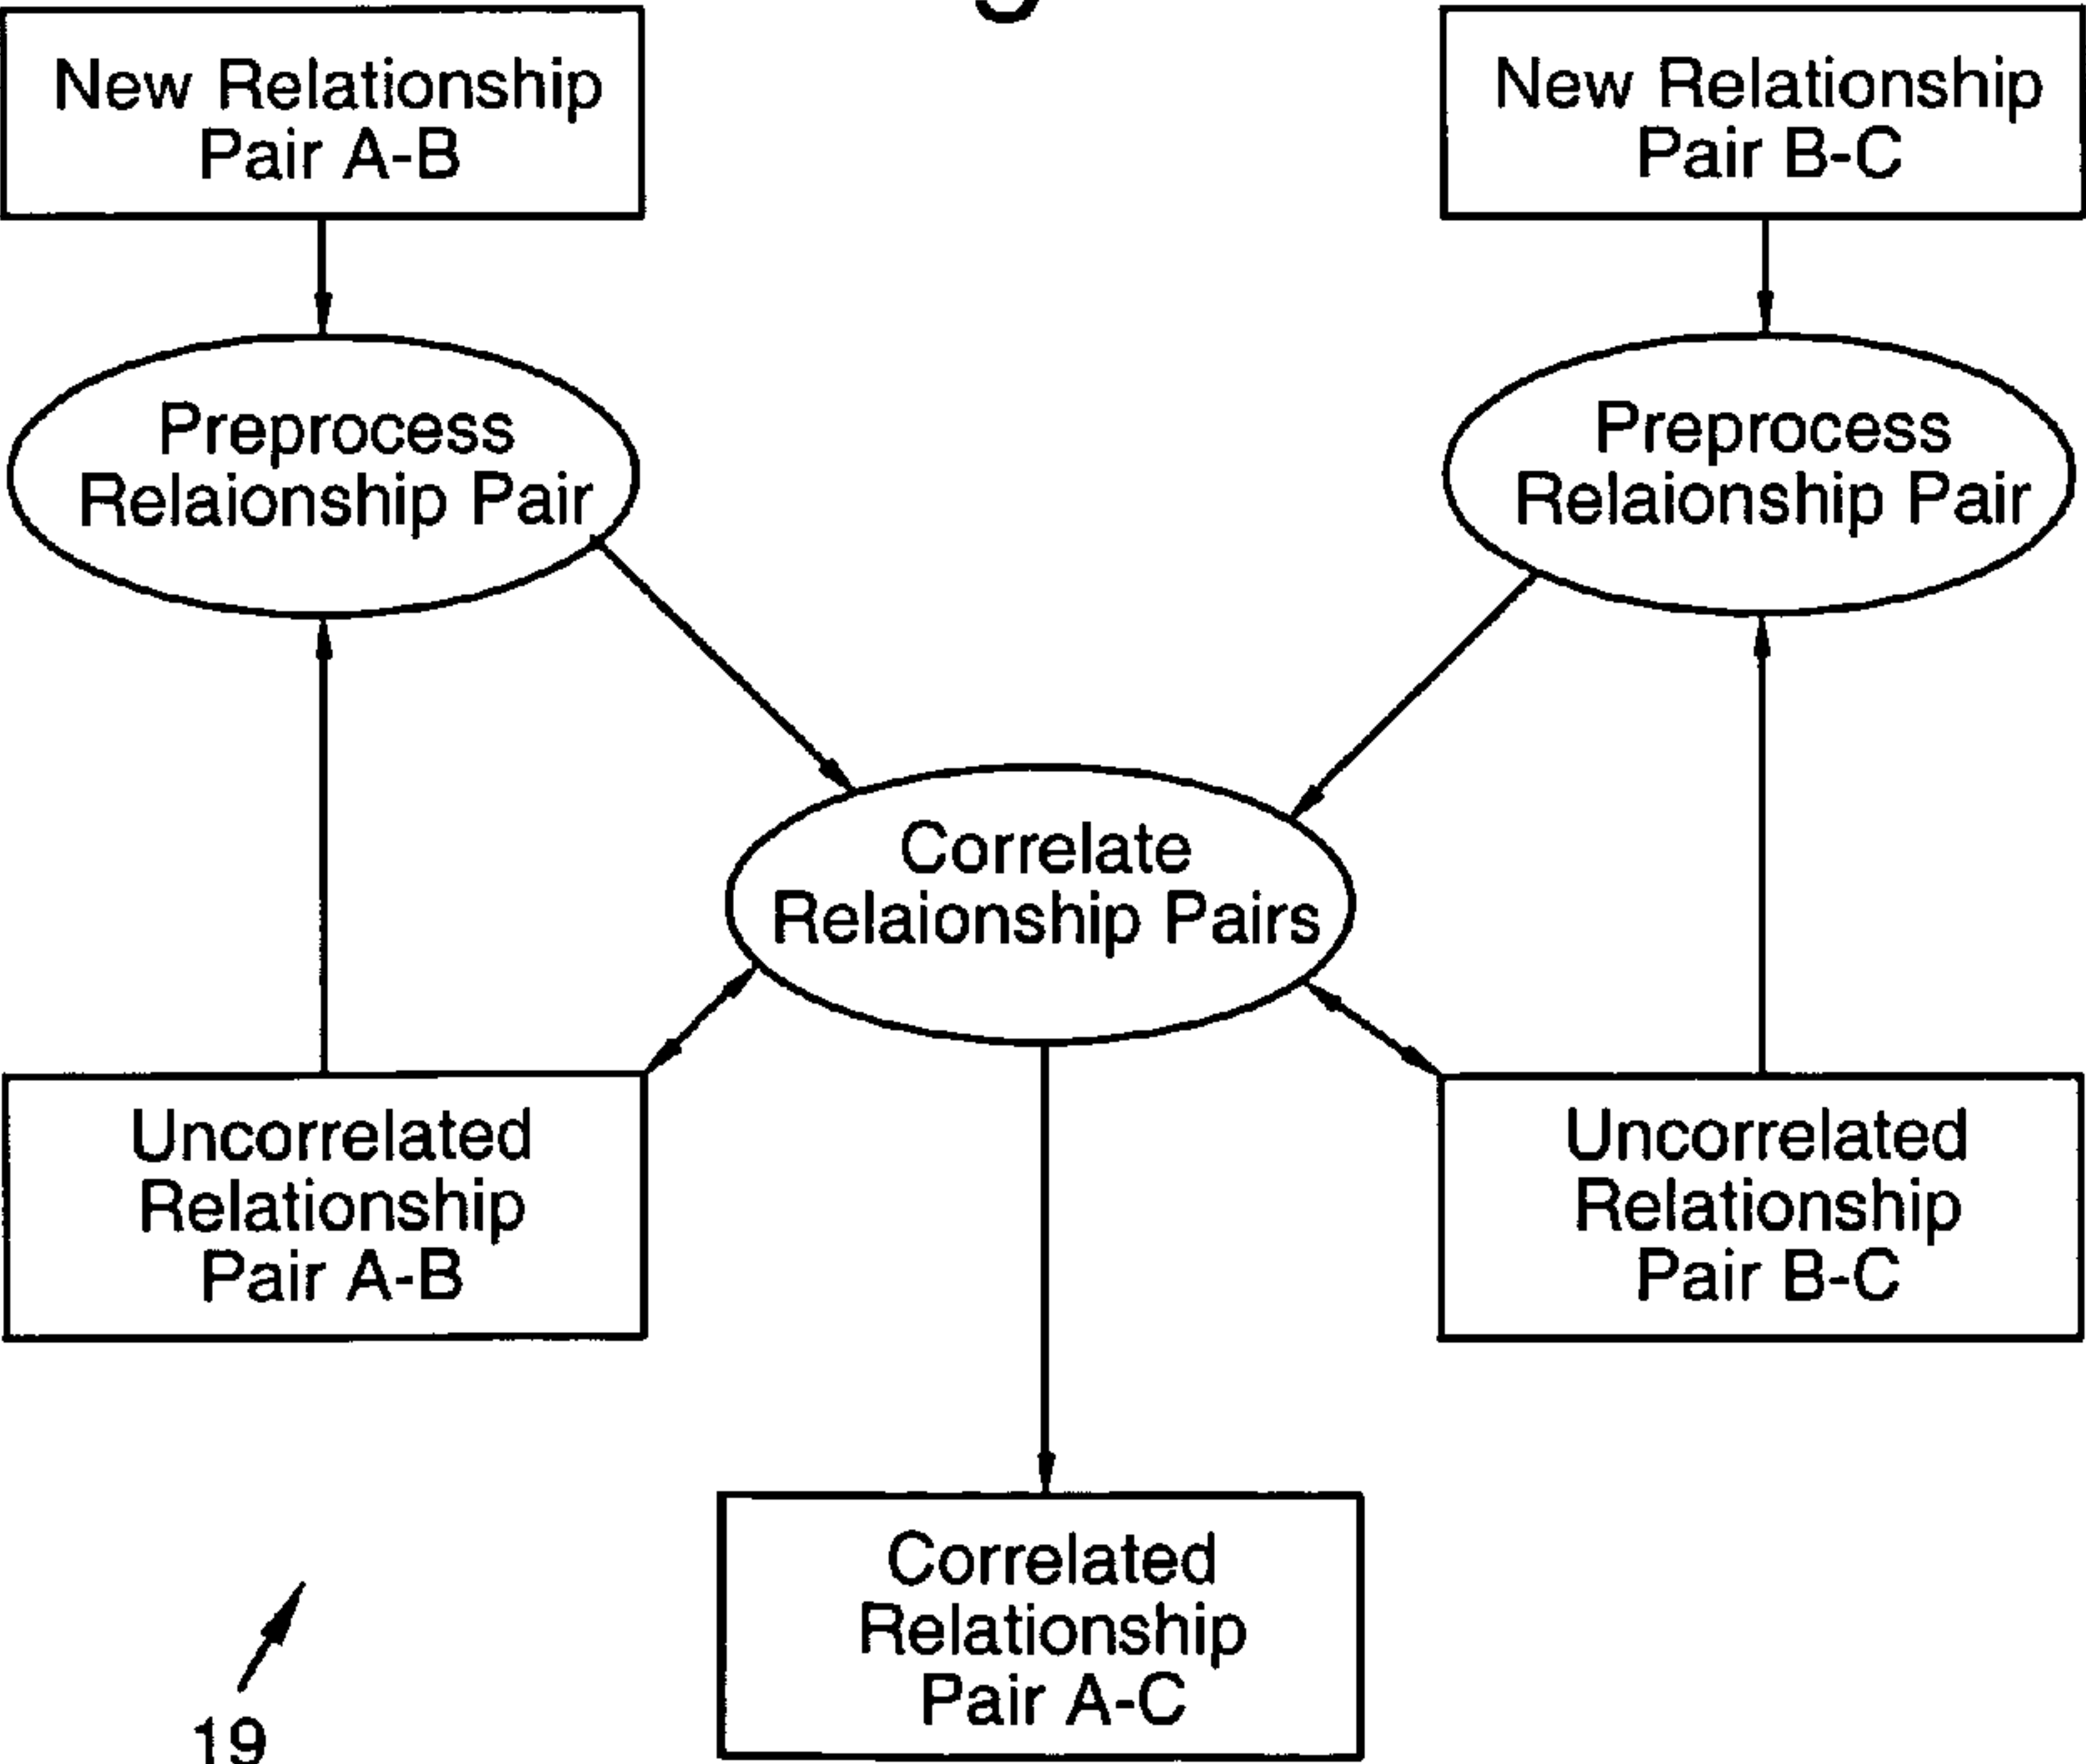 New Relationship
Pair A-B
New Relationship
Pair B-C
Preprocess
Relaionship Pair
Preprocess
Relaionship Pair
Correlate
Relaionship Pairs
Uncorrelated
Relationship
Pair A-B
Uncorrelated
Relationship
Pair B-C
Correlated
Relationship
Pair A-C
19